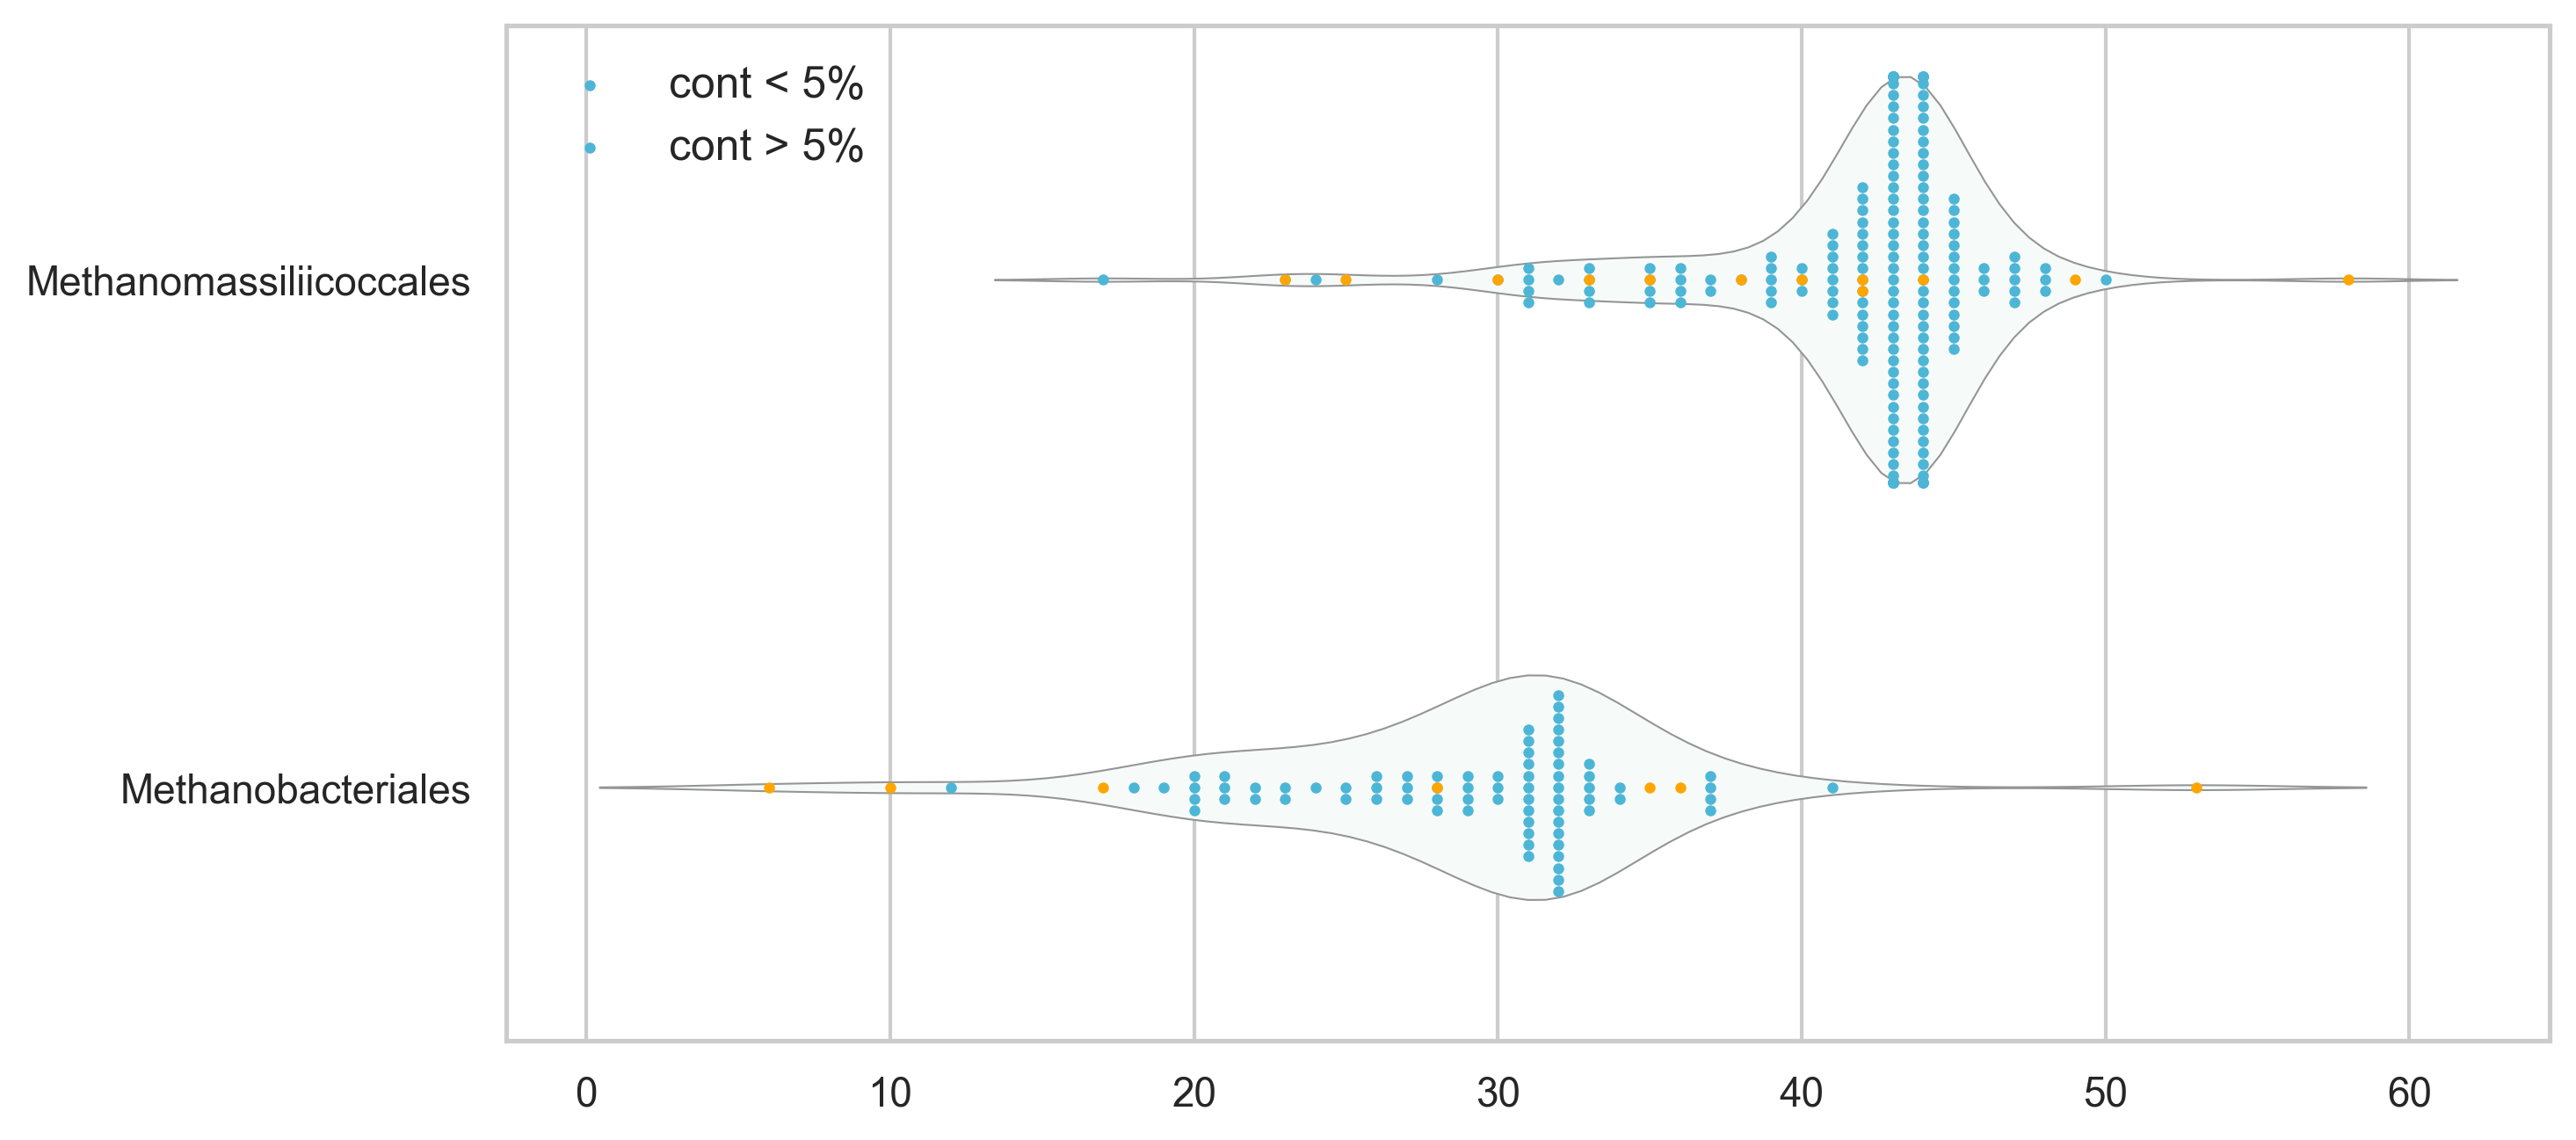 cont < 5%
cont > 5%
Methanomassiliicoccales
Methanobacteriales
0 10 20 30 40 50 60